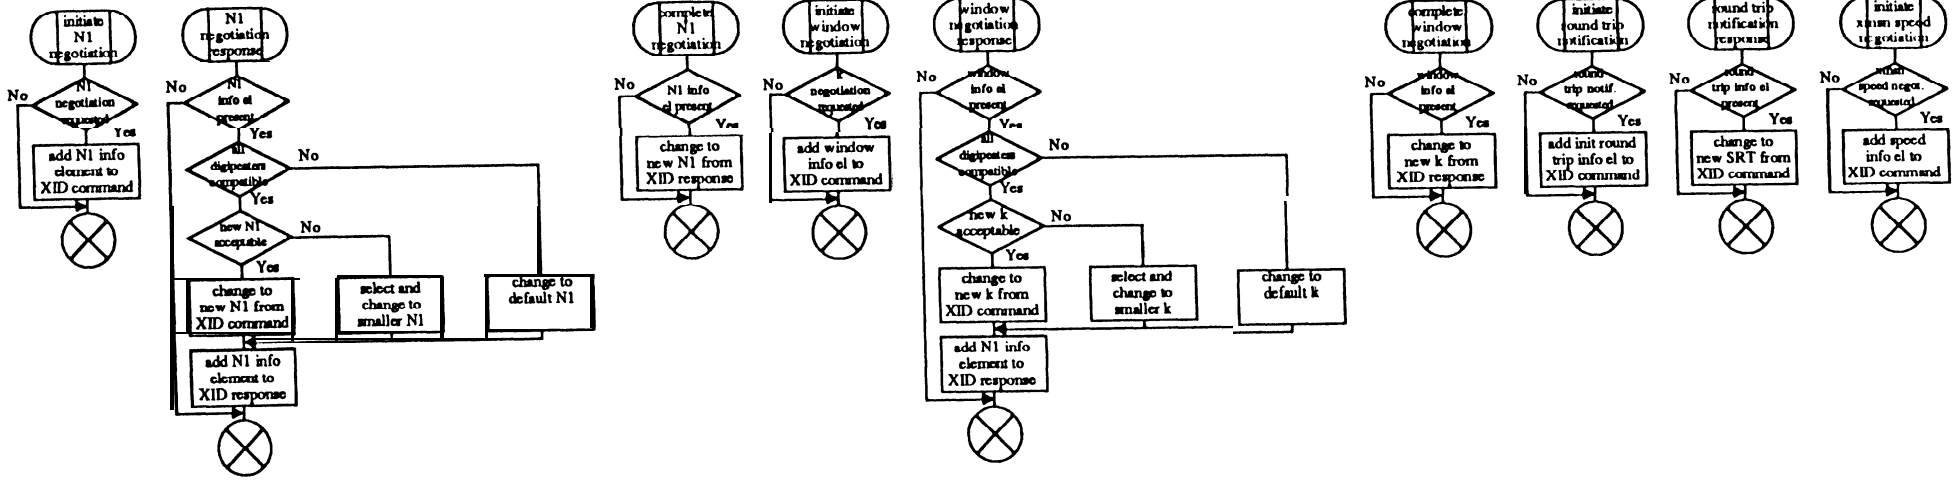 initiate
N1
negotiation
N1
negotiation
requested
No
Yes
add N1 info
element to
XID command
N1
negotiation
response
N1
info el
present
No
Yes
all
digipeaters
compatible
No
Yes
new N1
acceptable
No
Yes
change to
new N1 from
XID command
select and
change to
smaller N1
change to
default N1
add N1 info
element to
XID response
complete
N1
negotiation
No
N1 info
el present
Yes
change to
new N1 from
XID response
initiate
window
negotiation
No
k
negotiation
requested
Yes
add window
info el to
XID command
window
negotiation
response
No
window
info el
present
Yes
all
digipeaters
compatible
No
Yes
new k
acceptable
No
Yes
change to
new k from
XID command
select and
change to
smaller k
change to
default k
add N1 info
element to
XID response
complete
window
negotiation
No
window
info el
present
Yes
change to
new k from
XID response
initiate
round trip
notification
No
round
trip notif.
requested
Yes
add init round
trip info el to
XID command
round trip
notification
response
No
round
trip info el
present
Yes
change to
new SRT from
XID command
initiate
xmsn speed
negotiation
No
xmsn
speed negot.
requested
Yes
add speed
info el to
XID command